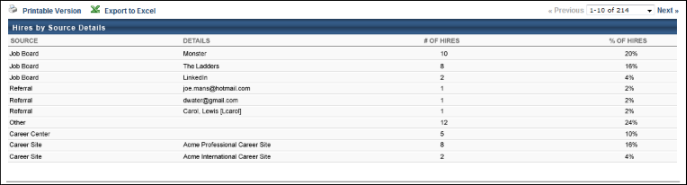 Printable Version Export to Excel « Previous 1-10 of 214 Next »
Hires by Source Details
SOURCE DETAILS # OF HIRES % OF HIRES
Job Board Monster 10 20%
Job Board The Ladders 8 16%
Job Board LinkedIn 2 4%
Referral joe.mans@hotmail.com 1 2%
Referral dwater@gmail.com 1 2%
Referral Carol, Lewis [Lcarol] 1 2%
Other 12 24%
Career Center 5 10%
Career Site Acme Professional Career Site 8 16%
Career Site Acme International Career Site 2 4%